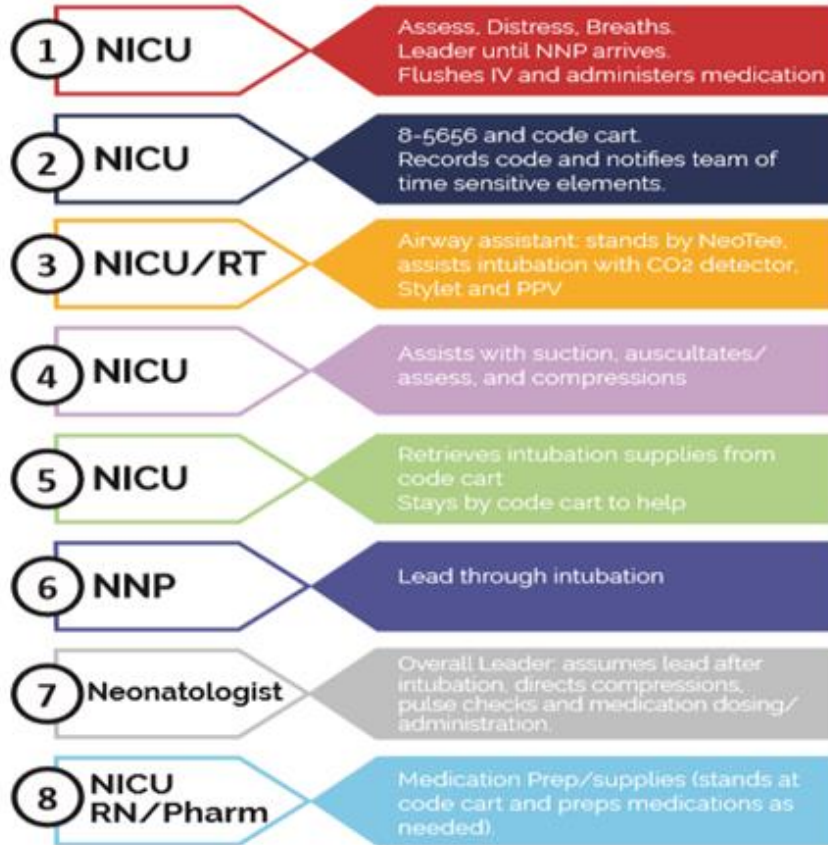 1
NICU
Assess, Distress, Breaths.
Leader until NNP arrives.
Flushes IV and administers medication
2
NICU
8-5656 and code cart.
Records code and notifies team of
time sensitive elements.
3
NICU/RT
Airway assistant: stands by NeoTee,
assists intubation with CO2 detector,
Stylet and PPV
4
NICU
Assists with suction, auscultates/
assess, and compressions
5
NICU
Retrieves intubation supplies from
code cart
Stays by code cart to help
6
NNP
Lead through intubation
7
Neonatologist
Overall Leader: assumes lead after
intubation, directs compressions,
pulse checks and medication dosing/
administration.
8
NICU
RN/Pharm
Medication Prep/supplies (stands at
code cart and preps medications as
needed).